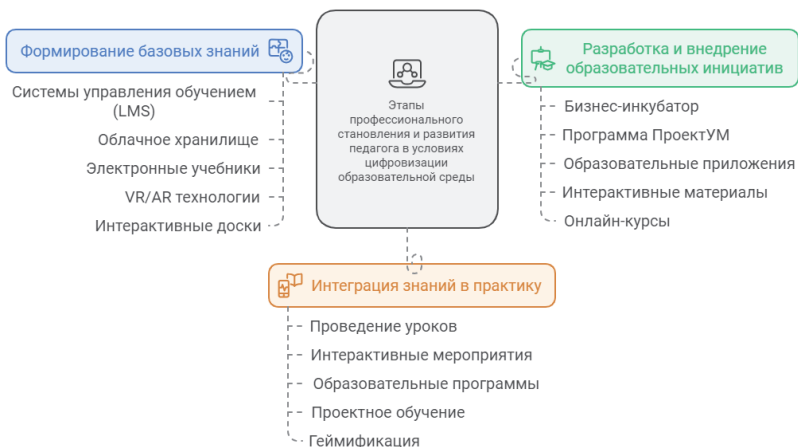 Формирование базовых знаний
Системы управления обучением
(LMS)
Облачное хранилище
Электронные учебники
VR/AR технологии
Интерактивные доски
Этапы
профессионального
становления и развития
педагога в условиях
цифровизации
образовательной среды
Разработка и внедрение
образовательных инициатив
Бизнес-инкубатор
Программа ПроектУМ
Образовательные приложения
Интерактивные материалы
Онлайн-курсы
Интеграция знаний в практику
Проведение уроков
Интерактивные мероприятия
Образовательные программы
Проектное обучение
Геймификация